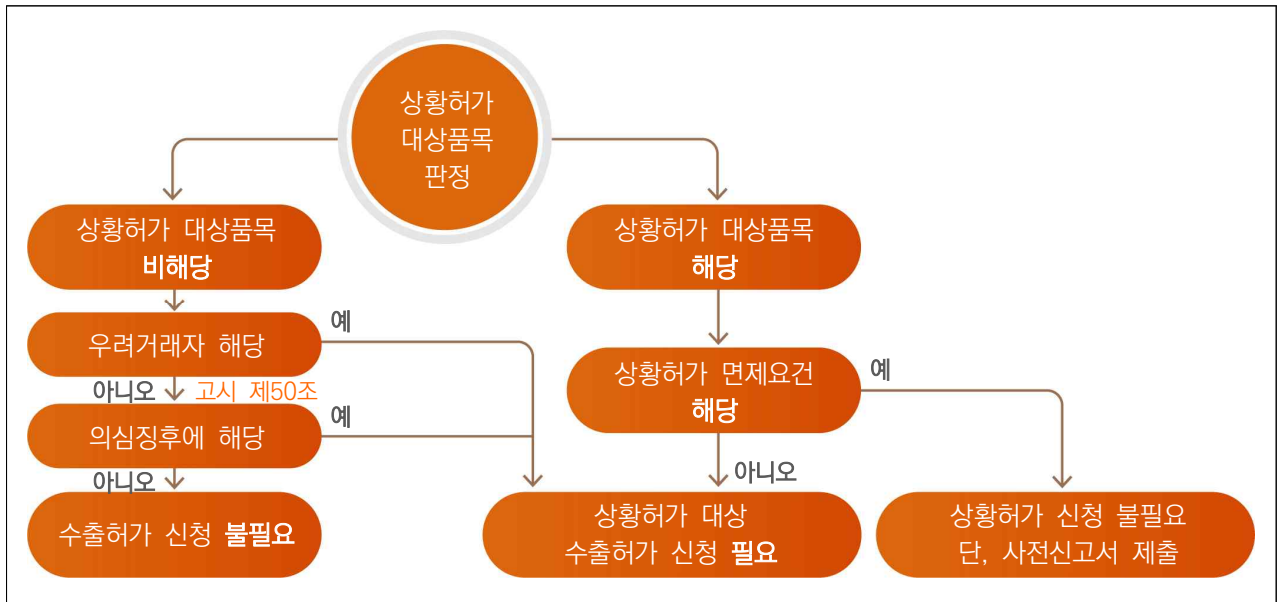 상황허가
대상품목
판정
상황허가 대상품목
비해당
상황허가 대상품목
해당
우려거래자 해당
예
아니오
고시 제50조
의심징후에 해당
예
아니오
수출허가 신청 불필요
상황허가 면제요건
해당
예
아니오
상황허가 대상
수출허가 신청 필요
상황허가 신청 불필요
단, 사전신고서 제출